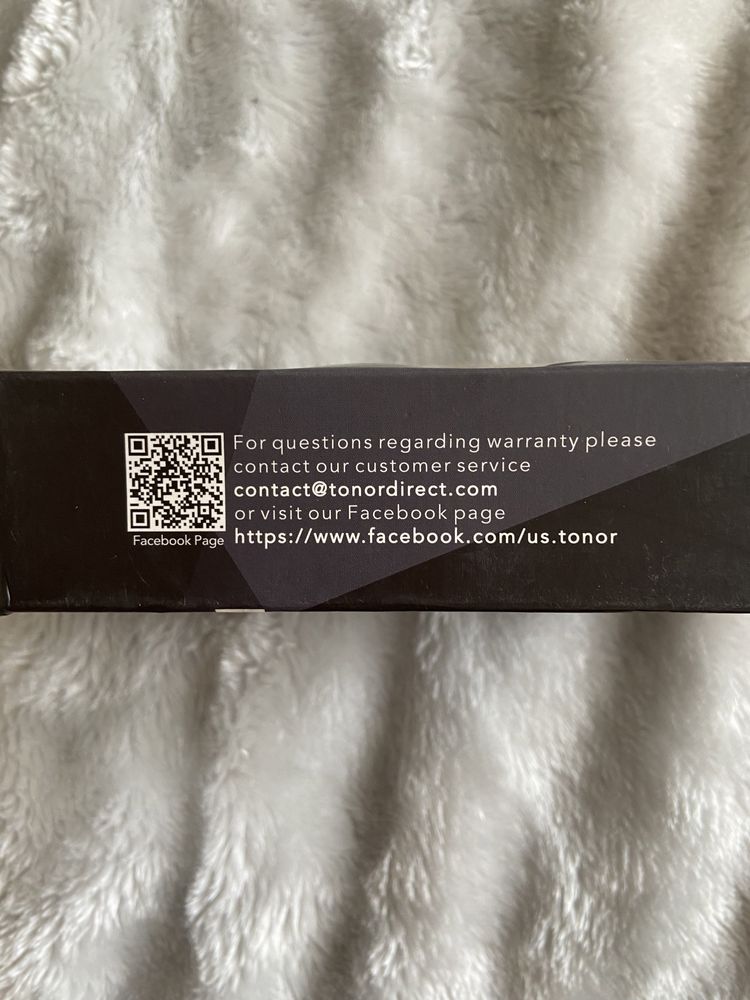 For questions regarding warranty please
contact our customer service
contact@tonordirect.com
or visit our Facebook page
Facebook Page
https://www.facebook.com/us.tonor